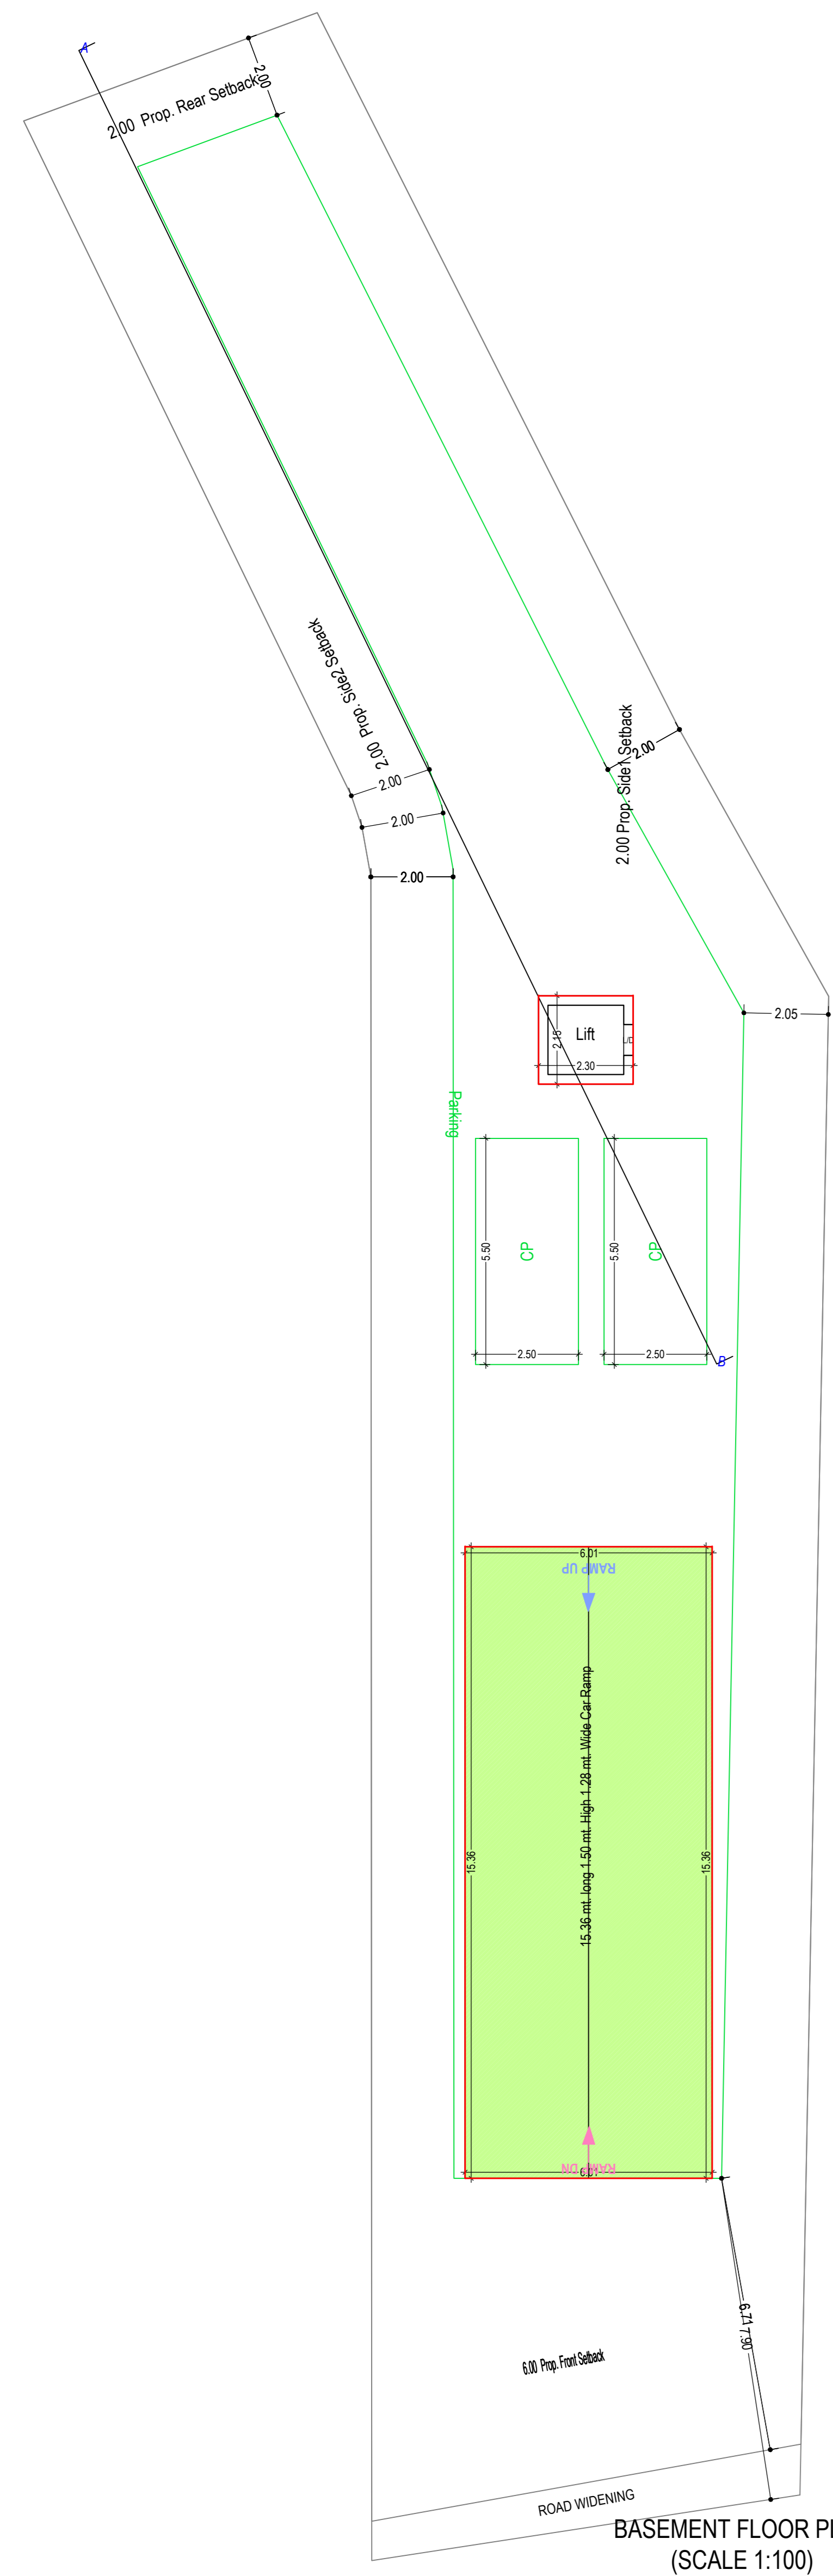 A
2.00
2.00 Prop. Rear Setback
2.00 Prop. Side2 Setback
2.00 Prop. Side1 Setback
2.00
2.00
2.00
2.00
2.05
Lift
2.15
2.30
Parking
5.50
CP
2.50
5.50
CP
2.50
B
6.01
RAMP UP
15.36 mt. long 1.50 mt. High 1.28 mt. Wide Car Ramp
15.36
15.36
RAMP DN
6.01
6.71
7.90
6.00 Prop. Front Setback
ROAD WIDENING
BASEMENT FLOOR
(SCALE 1:100)